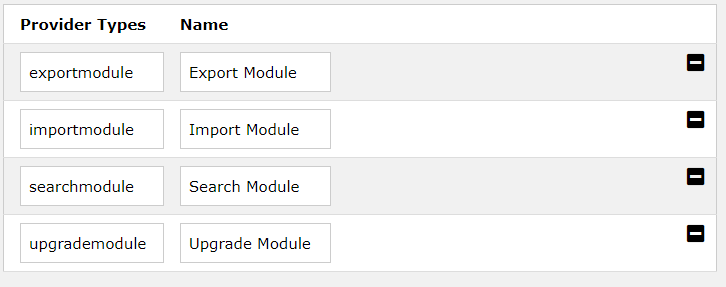 Provider Types Name
exportmodule Export Module
importmodule Import Module
searchmodule Search Module
upgrademodule Upgrade Module